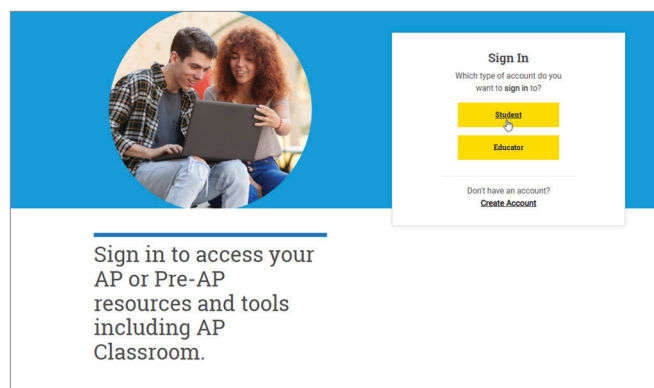 Sign In
Which type of account do you
want to sign in to?
Student
Educator
Don't have an account?
Create Account
Sign in to access your
AP or Pre-AP
resources and tools
including AP
Classroom.